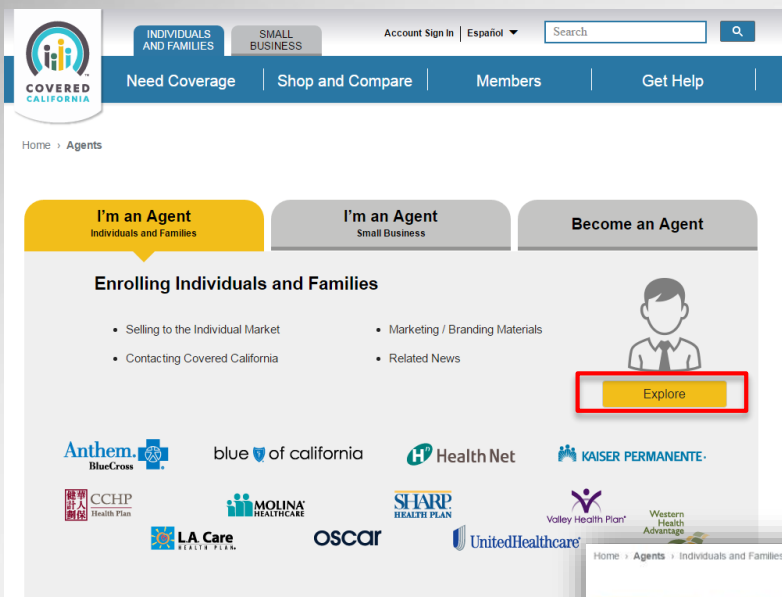 INDIVIDUALS
AND FAMILIES
SMALL
BUSINESS
Account Sign In
Español
Search
COVERED
CALIFORNIA
Need Coverage
Shop and Compare
Members
Get Help
Home › Agents
I'm an Agent
Individuals and Families
I'm an Agent
Small Business
Become an Agent
Enrolling Individuals and Families
• Selling to the Individual Market
• Contacting Covered California
• Marketing / Branding Materials
• Related News
Explore
Anthem.
BlueCross
blue of california
Hn Health Net
KAISER PERMANENTE
CCHP
Health Plan
MOLINA
HEALTHCARE
SHARP
HEALTH PLAN
Valley Health Plan
Western
Health
Advantage
L.A. Care
HEALTH PLAN
oscar
UnitedHealthcare
Home › Agents › Individuals and Families